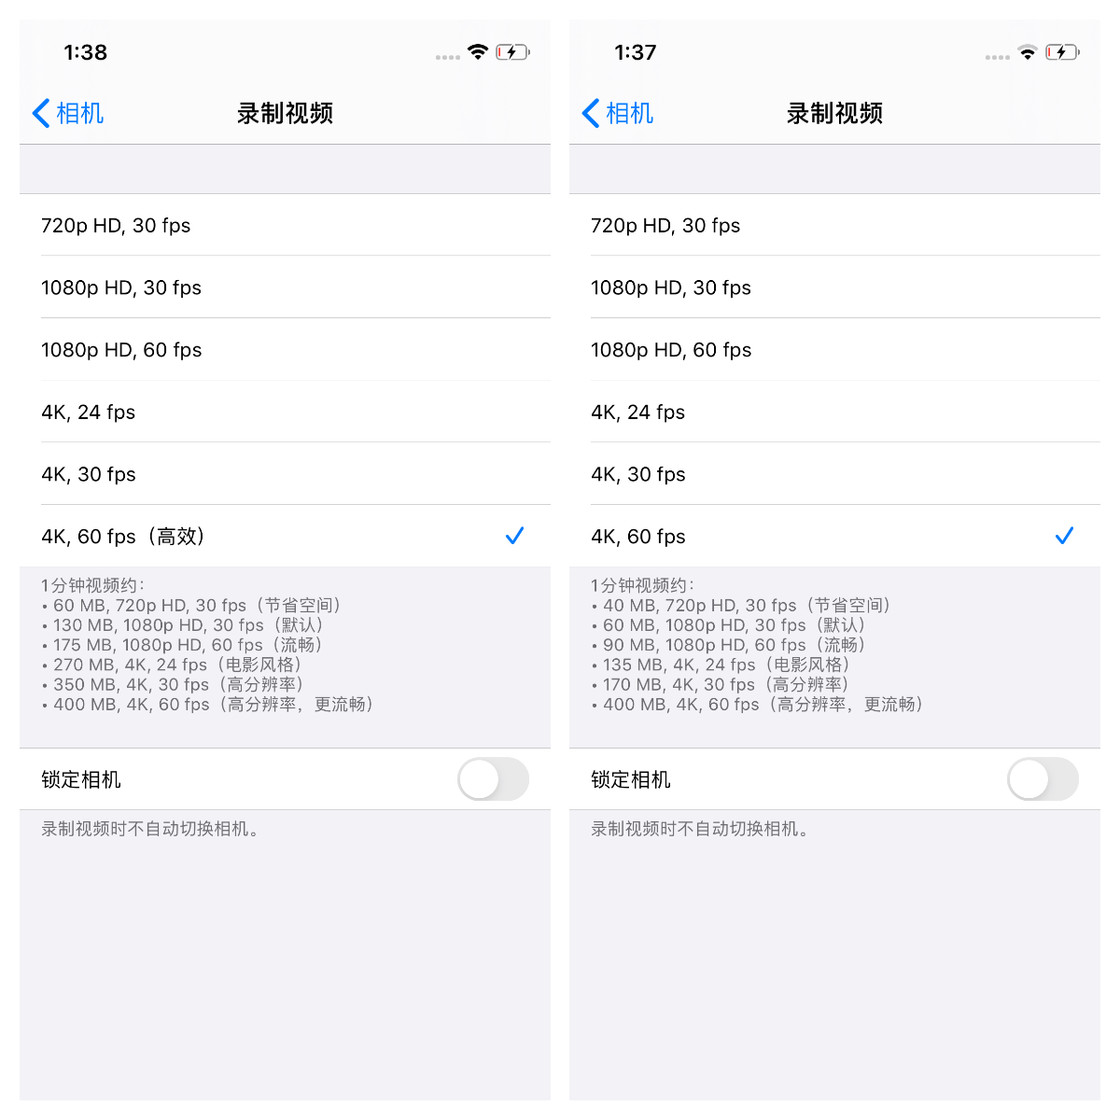 1:38
相机
录制视频
720p HD, 30 fps
1080p HD, 30 fps
1080p HD, 60 fps
4K, 24 fps
4K, 30 fps
4K, 60 fps（高效）
1分钟视频约：
• 60 MB, 720p HD, 30 fps（节省空间）
• 130 MB, 1080p HD, 30 fps（默认）
• 175 MB, 1080p HD, 60 fps（流畅）
• 270 MB, 4K, 24 fps（电影风格）
• 350 MB, 4K, 30 fps（高分辨率）
• 400 MB, 4K, 60 fps（高分辨率，更流畅）
锁定相机
录制视频时不自动切换相机。
1:37
相机
录制视频
720p HD, 30 fps
1080p HD, 30 fps
1080p HD, 60 fps
4K, 24 fps
4K, 30 fps
4K, 60 fps
1分钟视频约：
• 40 MB, 720p HD, 30 fps（节省空间）
• 60 MB, 1080p HD, 30 fps（默认）
• 90 MB, 1080p HD, 60 fps（流畅）
• 135 MB, 4K, 24 fps（电影风格）
• 170 MB, 4K, 30 fps（高分辨率）
• 400 MB, 4K, 60 fps（高分辨率，更流畅）
锁定相机
录制视频时不自动切换相机。